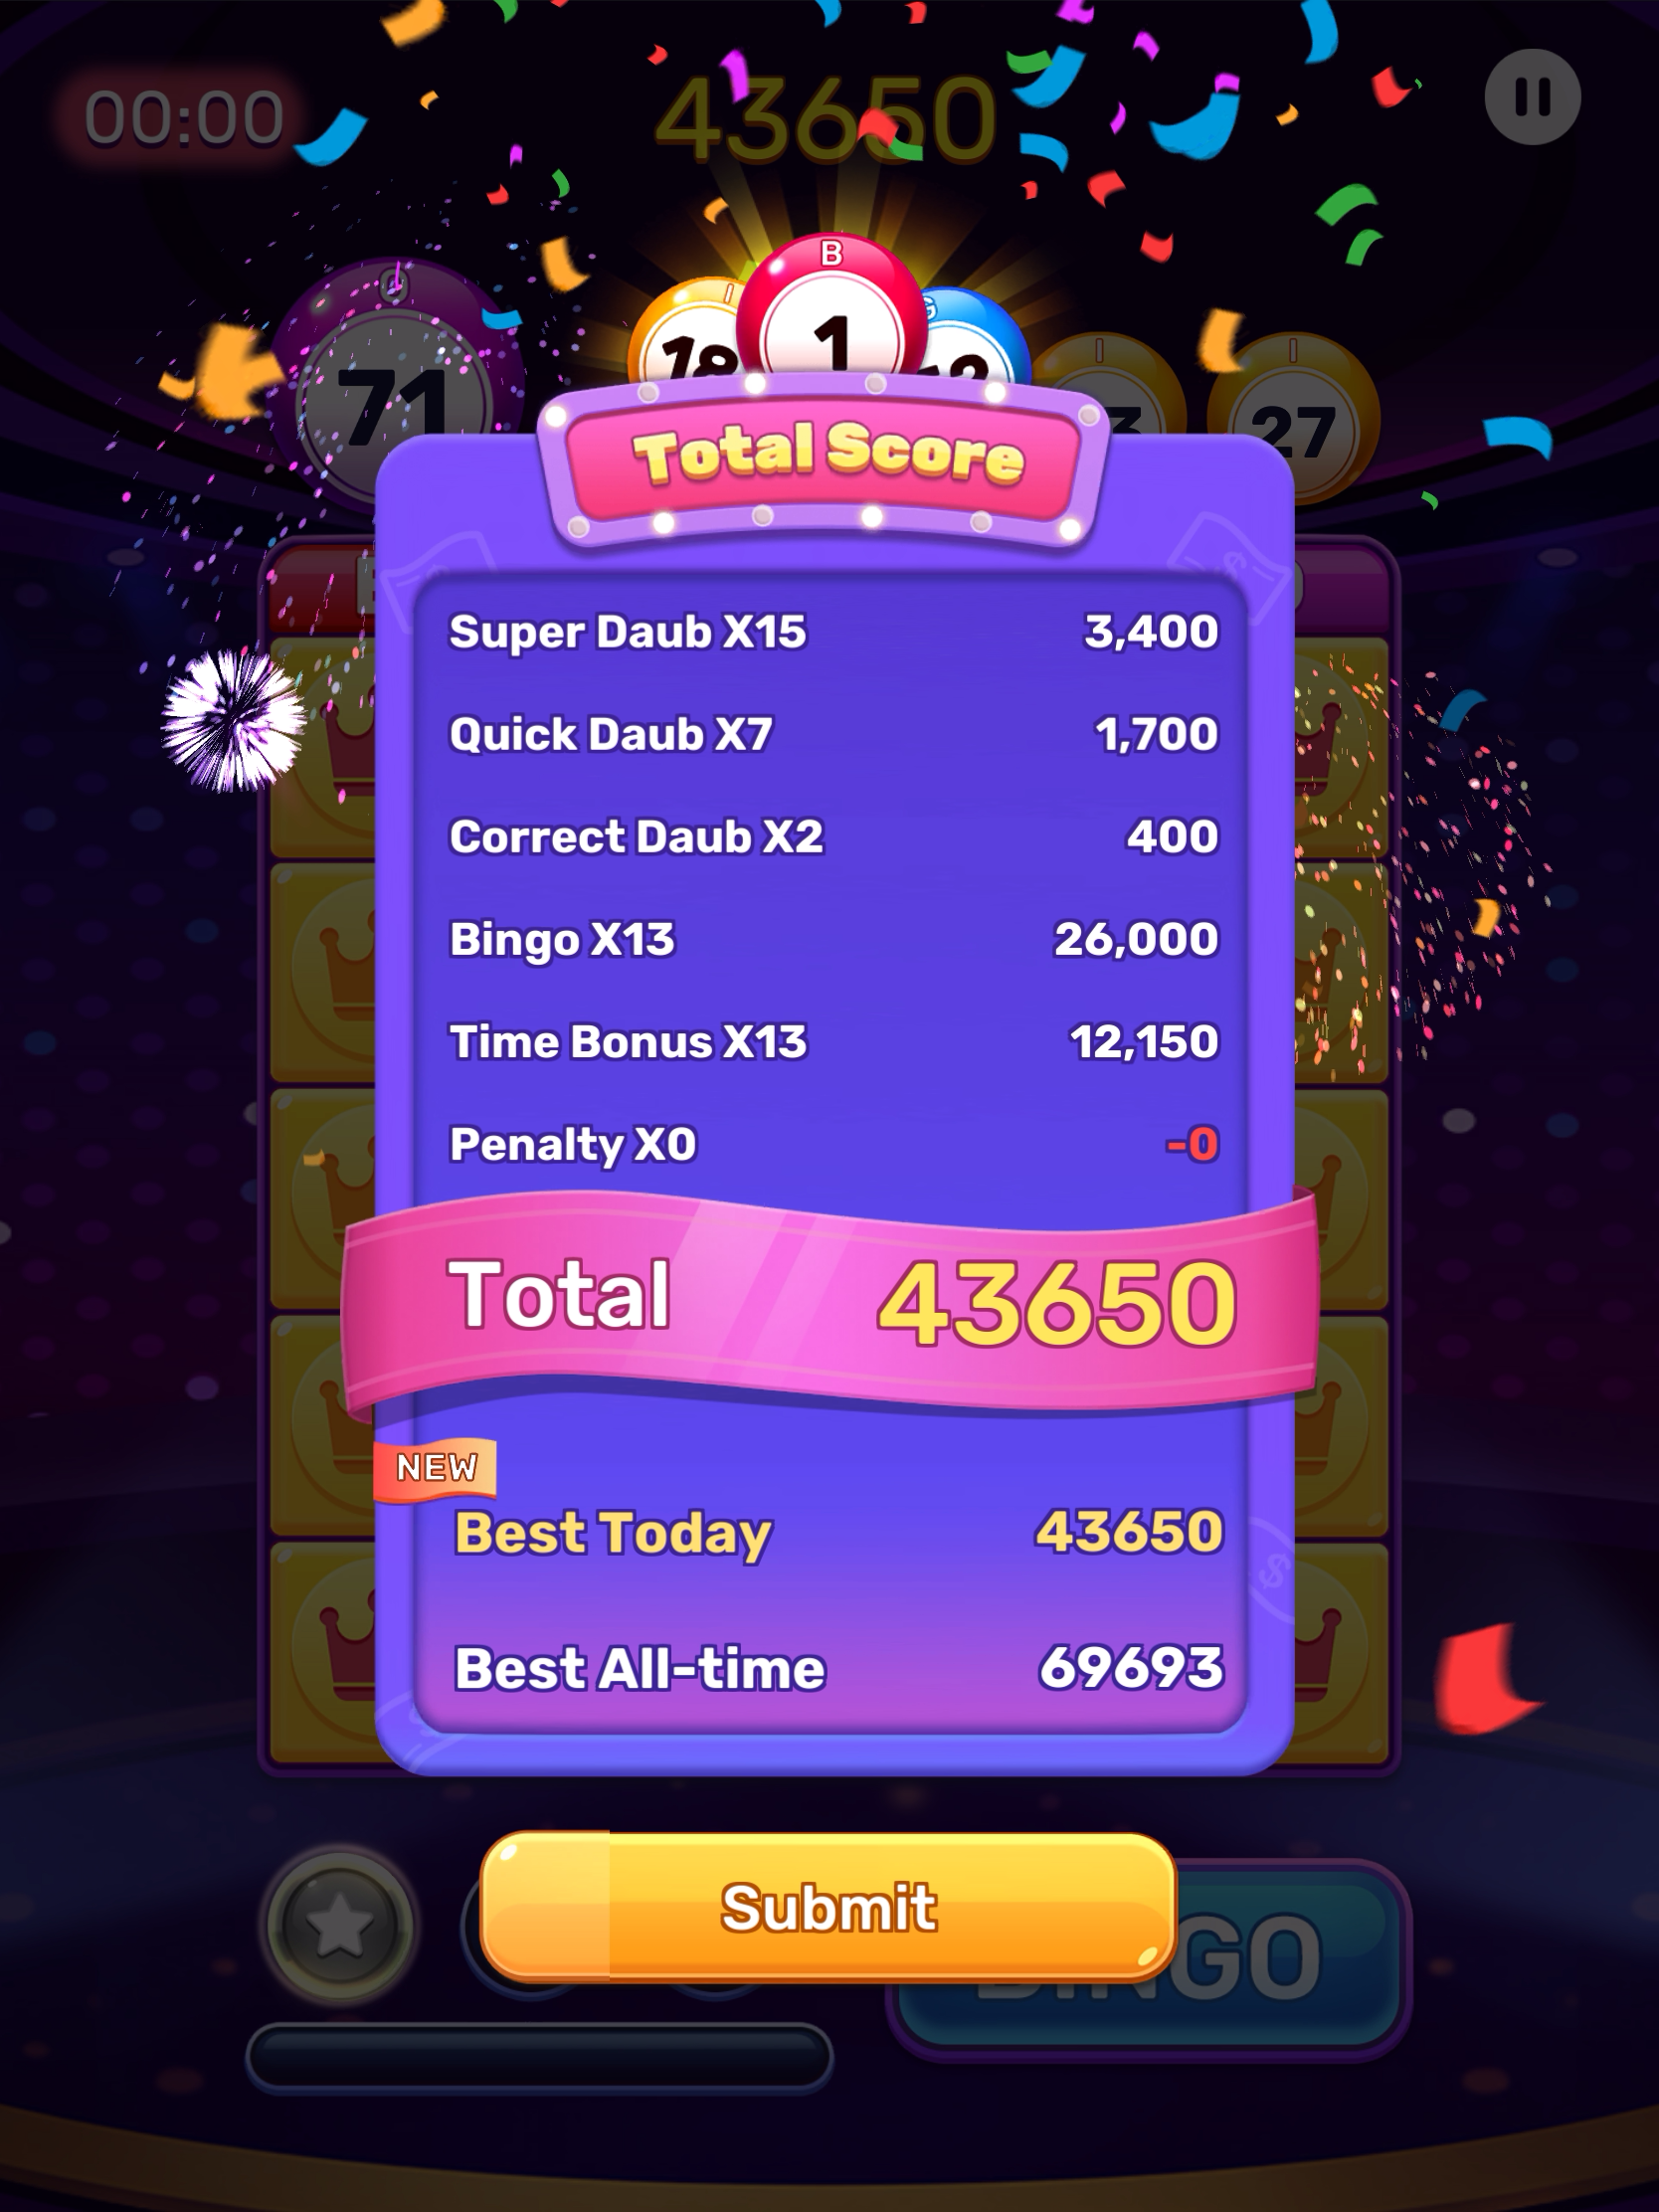 00:00
43650
O
71
I
18
B
1
G
I
I
27
Total Score
Super Daub X15 3,400
Quick Daub X7 1,700
Correct Daub X2 400
Bingo X13 26,000
Time Bonus X13 12,150
Penalty X0 -0
Total 43650
NEW
Best Today 43650
Best All-time 69693
Submit
BINGO